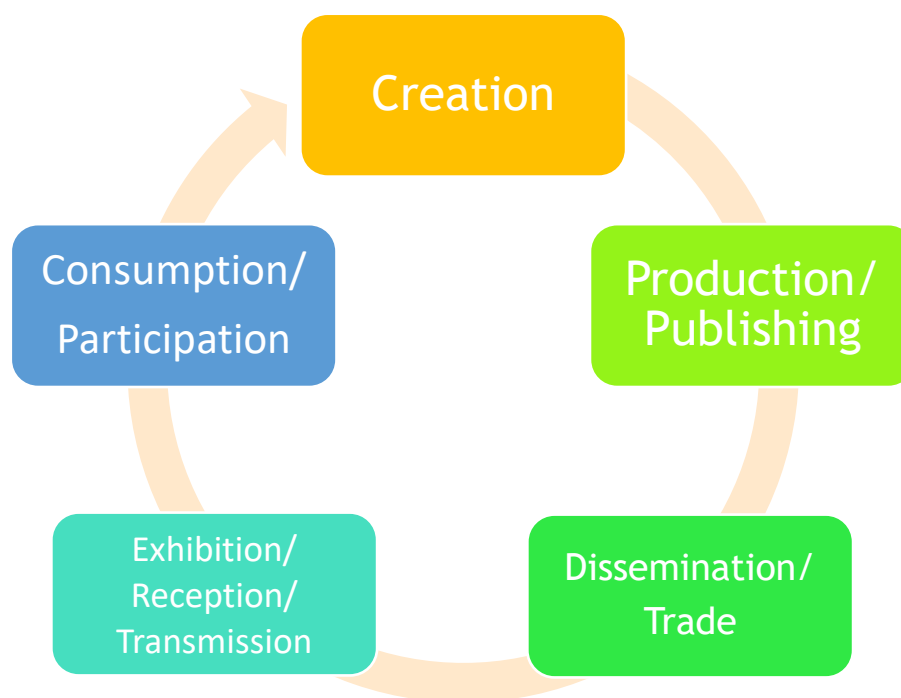 Creation
Production/
Publishing
Dissemination/
Trade
Exhibition/
Reception/
Transmission
Consumption/
Participation